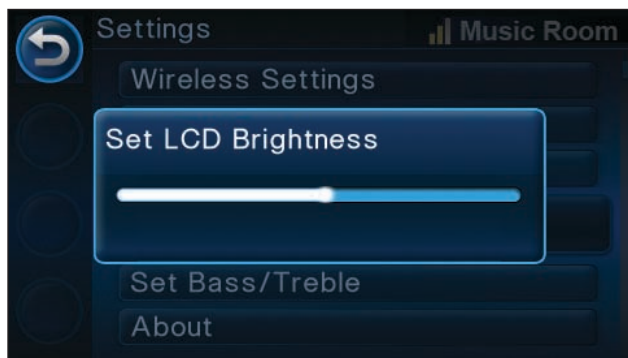 Settings
Music Room
Wireless Settings
Set LCD Brightness
Set Bass/Treble
About